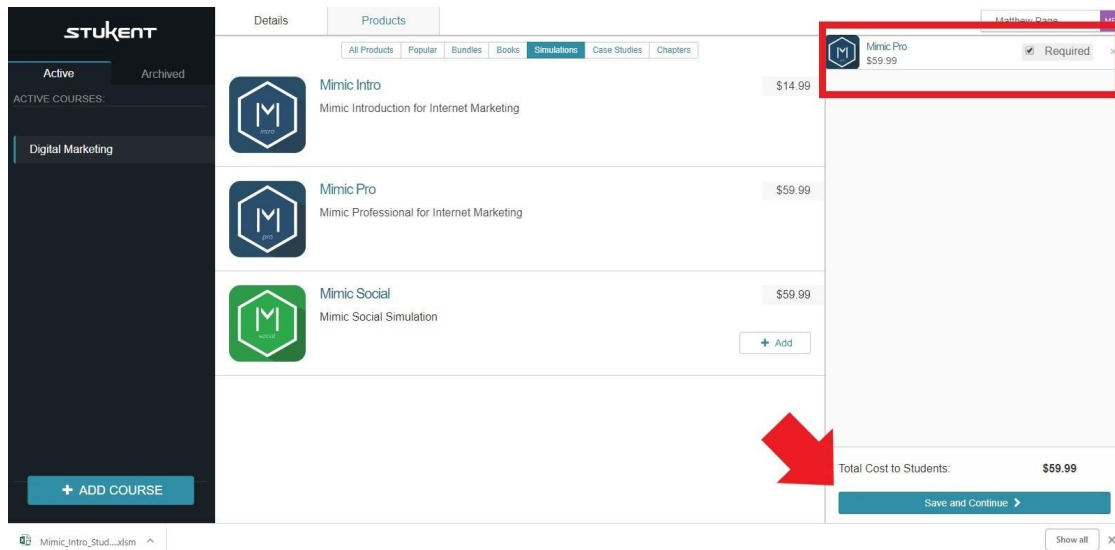 STUKENT
Active Archived
ACTIVE COURSES:
Digital Marketing
+ ADD COURSE
Details Products
All Products Popular Bundles Books Simulations Case Studies Chapters
M
intro
Mimic Intro
$14.99
Mimic Introduction for Internet Marketing
M
pro
Mimic Pro
$59.99
Mimic Professional for Internet Marketing
M
social
Mimic Social
$59.99
Mimic Social Simulation
+ Add
Matthew Page
M
Mimic Pro
$59.99
Required ×
Total Cost to Students: $59.99
Save and Continue
Mimic_Intro_Stud....xlsm
Show all ×